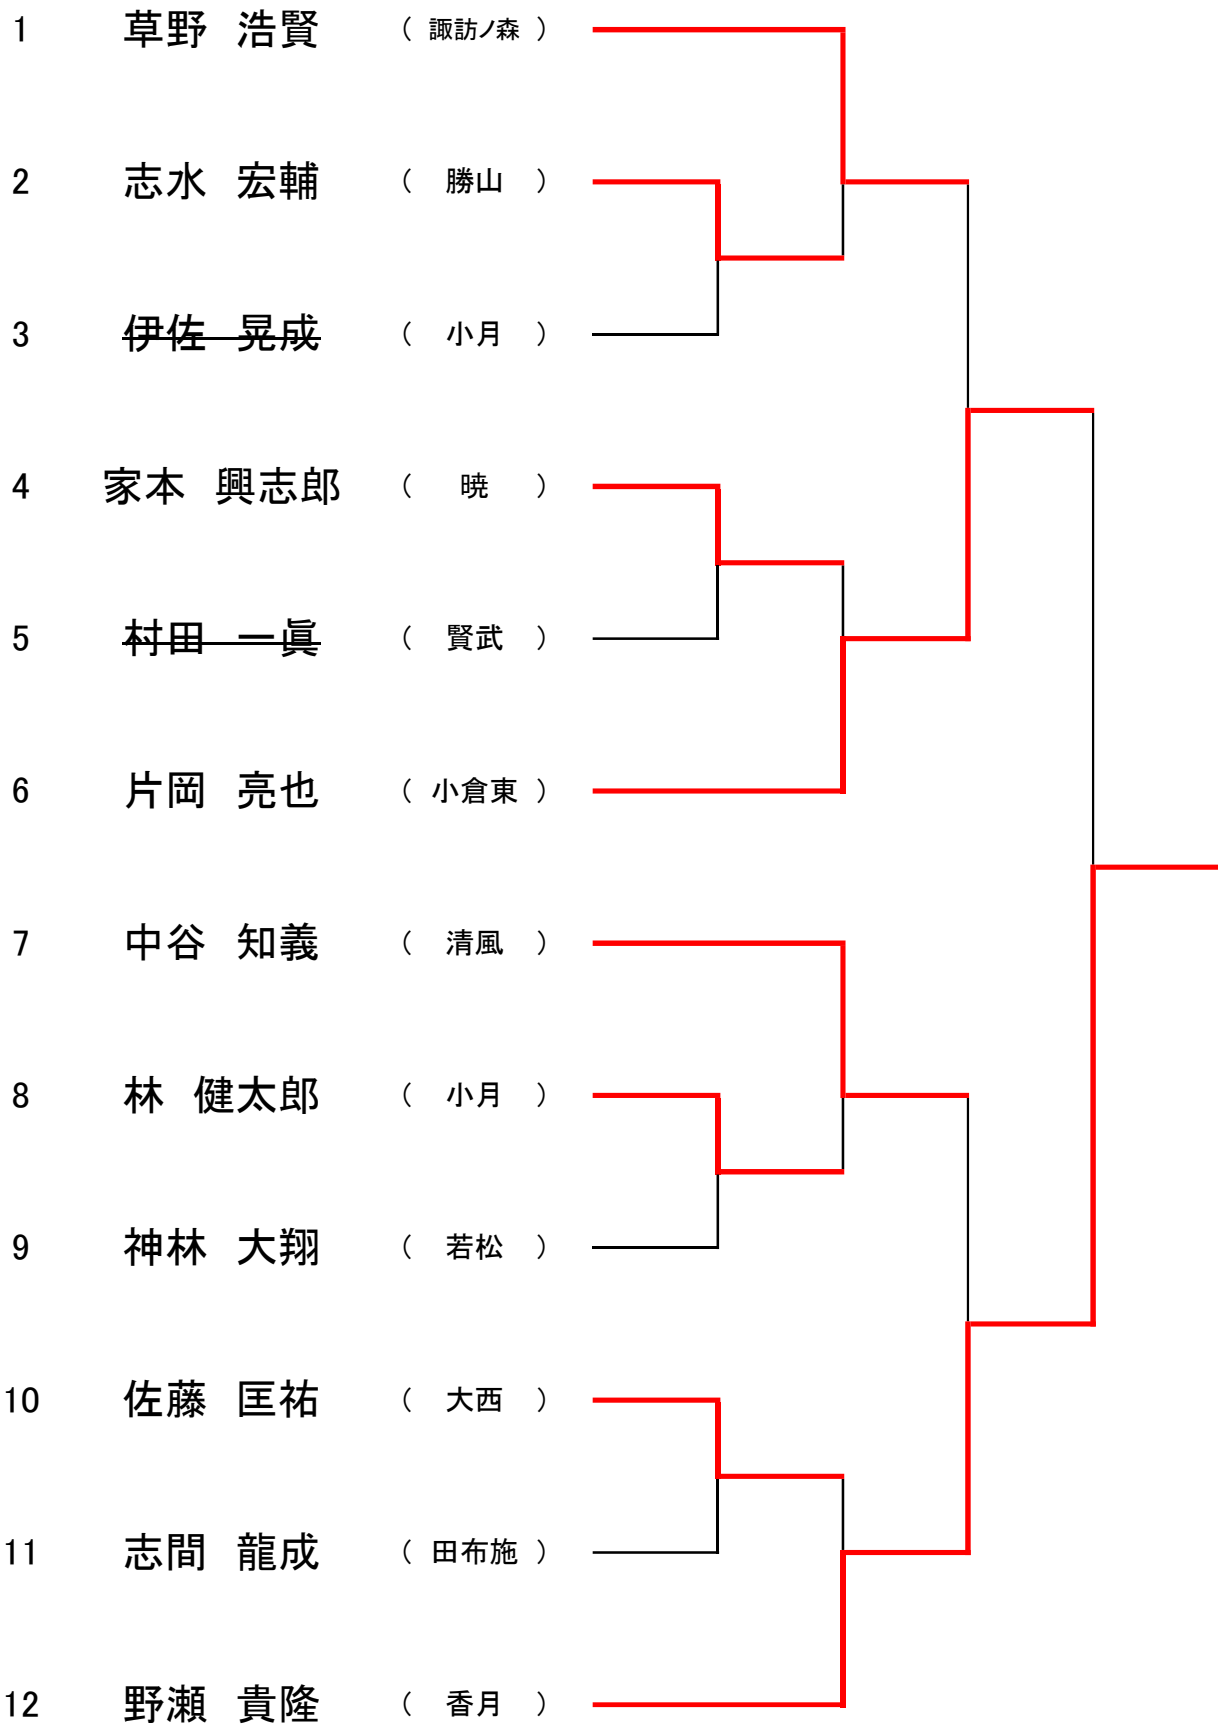 1 草野 浩賢 （ 諏訪ノ森 ）
2 志水 宏輔 （ 勝山 ）
3 伊佐 晃成 （ 小月 ）
4 家本 興志郎 （ 暁 ）
5 村田 一眞 （ 賢武 ）
6 片岡 亮也 （ 小倉東 ）
7 中谷 知義 （ 清風 ）
8 林 健太郎 （ 小月 ）
9 神林 大翔 （ 若松 ）
10 佐藤 匡祐 （ 大西 ）
11 志間 龍成 （ 田布施 ）
12 野瀬 貴隆 （ 香月 ）